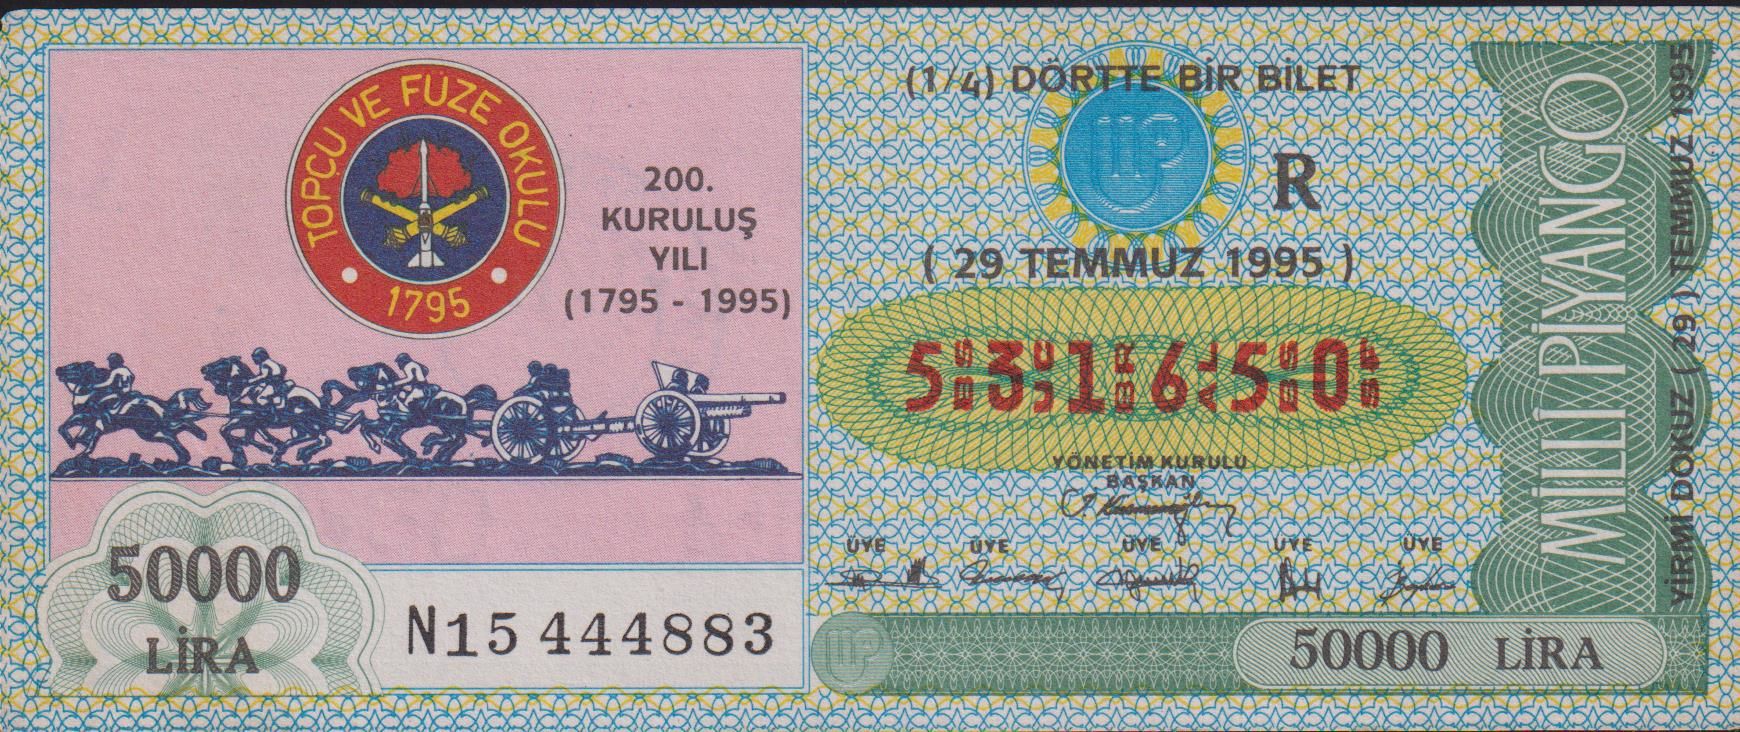 TOPÇU VE FÜZE OKULU
1795
200.
KURULUŞ
YILI
(1795 - 1995)
50000
LİRA
N15 444883
(1/4) DÖRTTE BİR BİLET
R
( 29 TEMMUZ 1995 )
5 3 1 6 5 0
YÖNETİM KURULU
BAŞKAN
ÜYE ÜYE ÜYE ÜYE ÜYE
50000 LİRA
MİLLİ PİYANGO
YİRMİ DOKUZ ( 29 ) TEMMUZ 1995